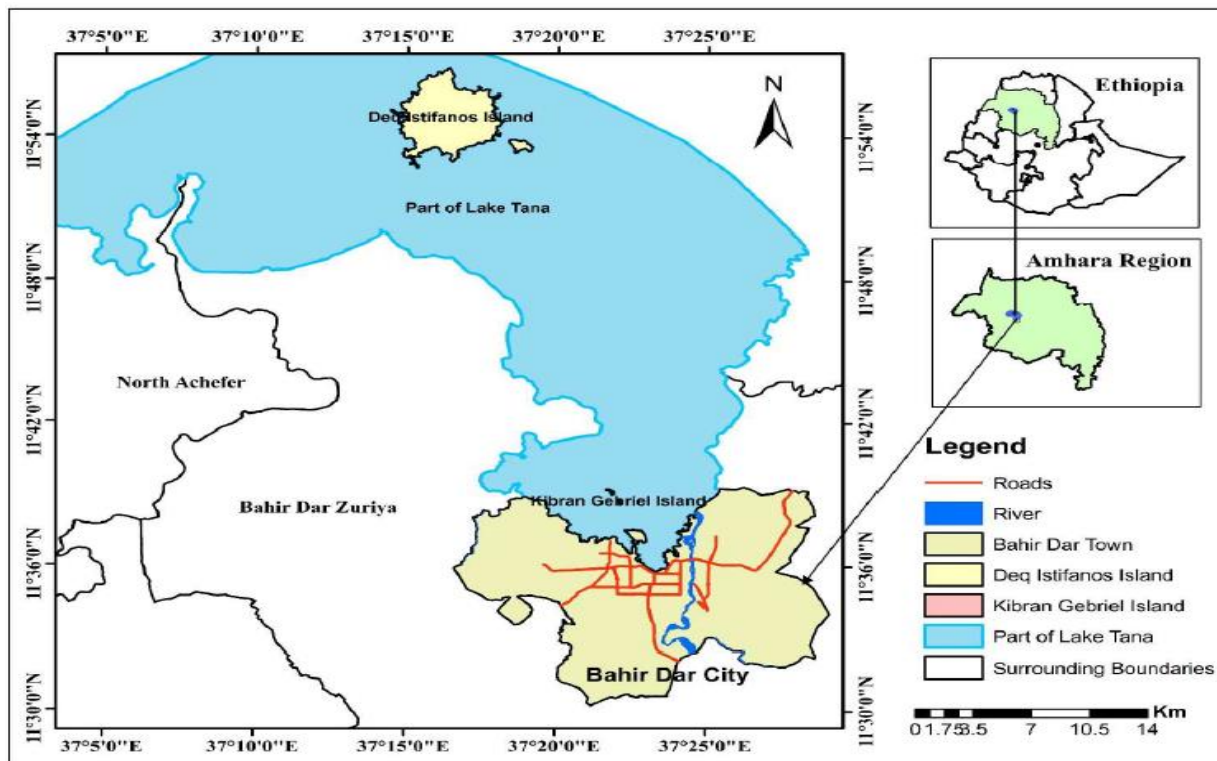 37°5'0"E 37°10'0"E 37°15'0"E 37°20'0"E 37°25'0"E
N
Deq Istifanos Island
11°54'0"N
11°54'0"N
Part of Lake Tana
11°48'0"N
11°48'0"N
North Achefer
11°42'0"N
11°42'0"N
Kibran Gebriel Island
Bahir Dar Zuriya
11°36'0"N
11°36'0"N
Bahir Dar City
11°30'0"N
11°30'0"N
37°5'0"E 37°10'0"E 37°15'0"E 37°20'0"E 37°25'0"E
Ethiopia
Amhara Region
Legend
Roads
River
Bahir Dar Town
Deq Istifanos Island
Kibran Gebriel Island
Part of Lake Tana
Surrounding Boundaries
Km
0 1.75 3.5 7 10.5 14